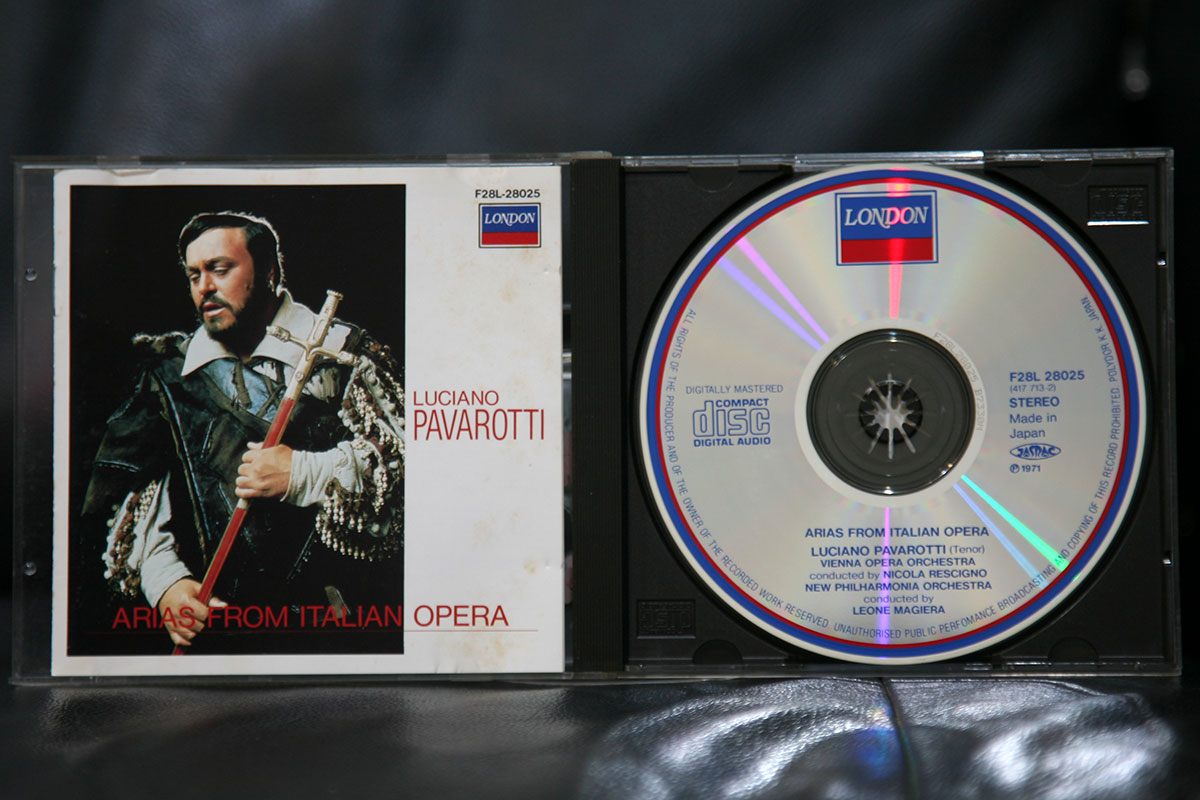 F28L-28025
LONDON
LUCIANO
PAVAROTTI
ARIAS FROM ITALIAN OPERA
LONDON
DIGITALLY MASTERED
COMPACT
disc
DIGITAL AUDIO
F28L 28025
(417 713-2)
STEREO
Made in
Japan
JASRAC
℗ 1971
ARIAS FROM ITALIAN OPERA
LUCIANO PAVAROTTI (Tenor)
VIENNA OPERA ORCHESTRA
conducted by NICOLA RESCIGNO
NEW PHILHARMONIA ORCHESTRA
conducted by
LEONE MAGIERA
ALL RIGHTS OF THE PRODUCER AND OF THE OWNER OF THE RECORDED WORK RESERVED. UNAUTHORISED PUBLIC PERFOMANCE BROADCASTING AND COPYING OF THIS RECORD PROHIBITED. POLYDOR K.K. JAPAN